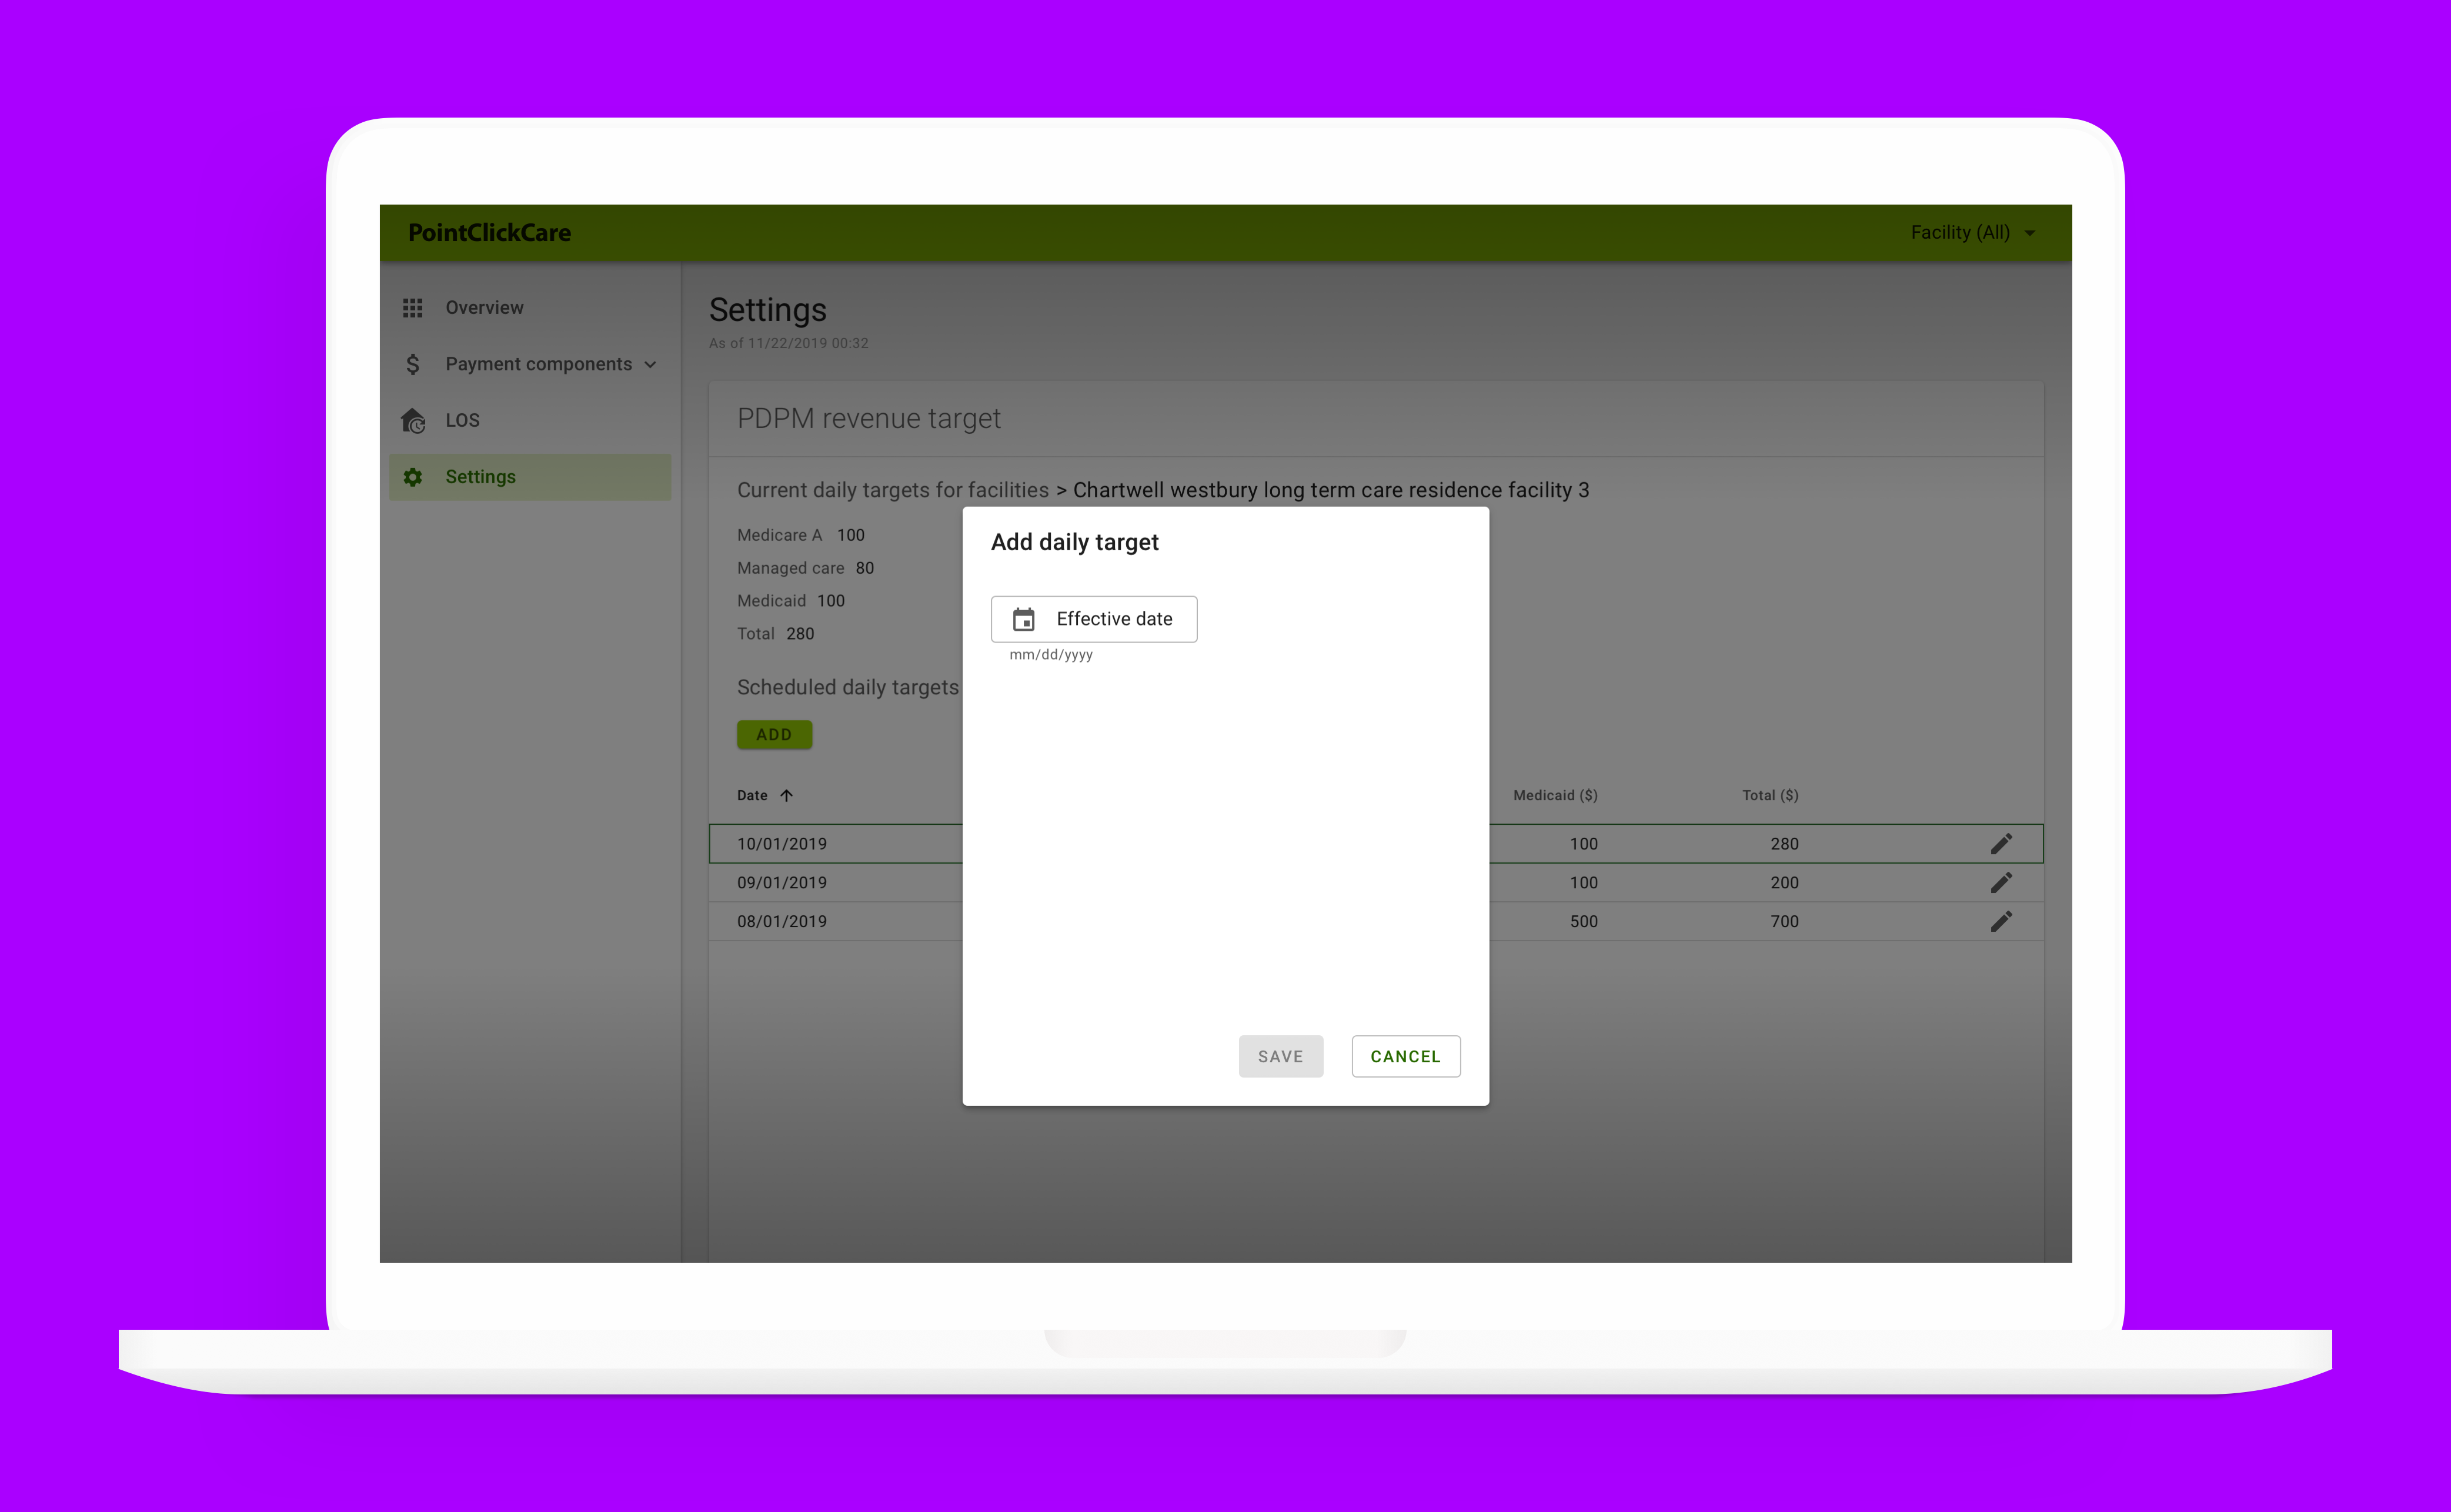 PointClickCare
Facility (All)
Overview
Payment components
LOS
Settings
Settings
As of 11/22/2019 00:32
PDPM revenue target
Current daily targets for facilities > Chartwell westbury long term care residence facility 3
Medicare A 100
Managed care 80
Medicaid 100
Total 280
Scheduled daily targets
ADD
Date Medicaid ($) Total ($)
10/01/2019 100 280
09/01/2019 100 200
08/01/2019 500 700
Add daily target
Effective date
mm/dd/yyyy
SAVE CANCEL